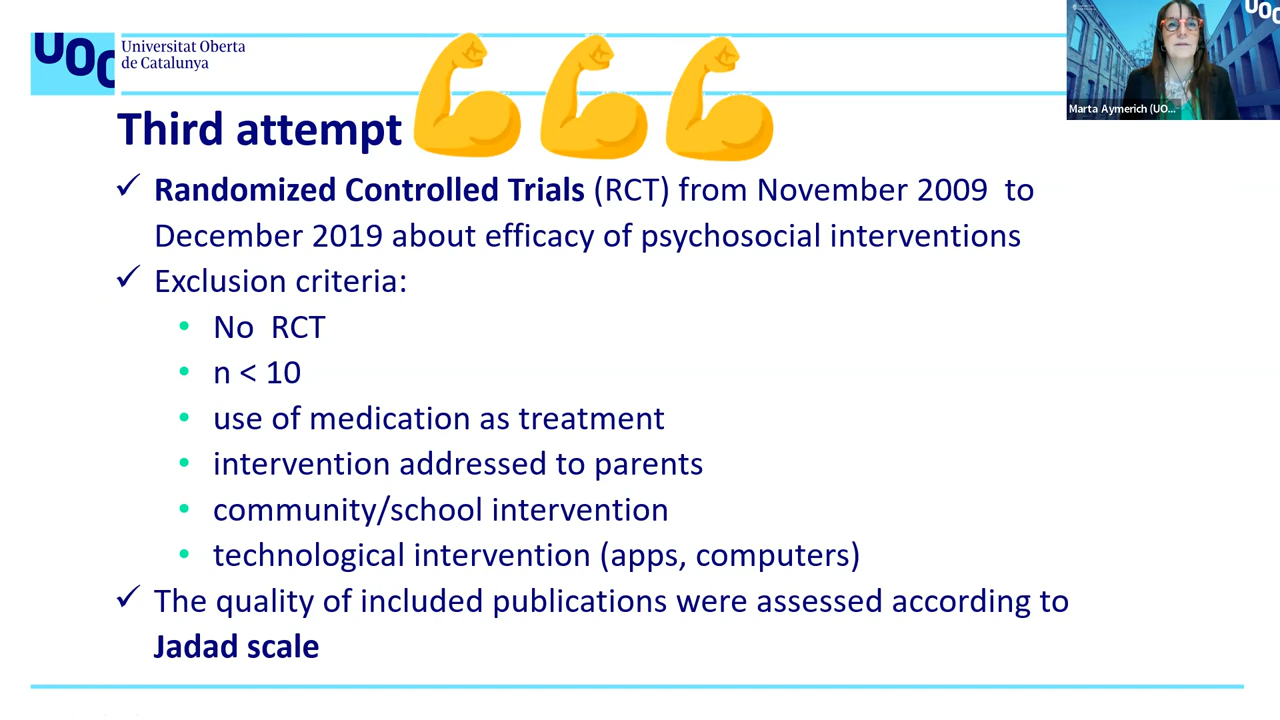 UOC
Universitat Oberta
de Catalunya
UOC
Marta Aymerich (UO...
Third attempt
✓ Randomized Controlled Trials (RCT) from November 2009 to
December 2019 about efficacy of psychosocial interventions
✓ Exclusion criteria:
• No RCT
• n < 10
• use of medication as treatment
• intervention addressed to parents
• community/school intervention
• technological intervention (apps, computers)
✓ The quality of included publications were assessed according to
Jadad scale